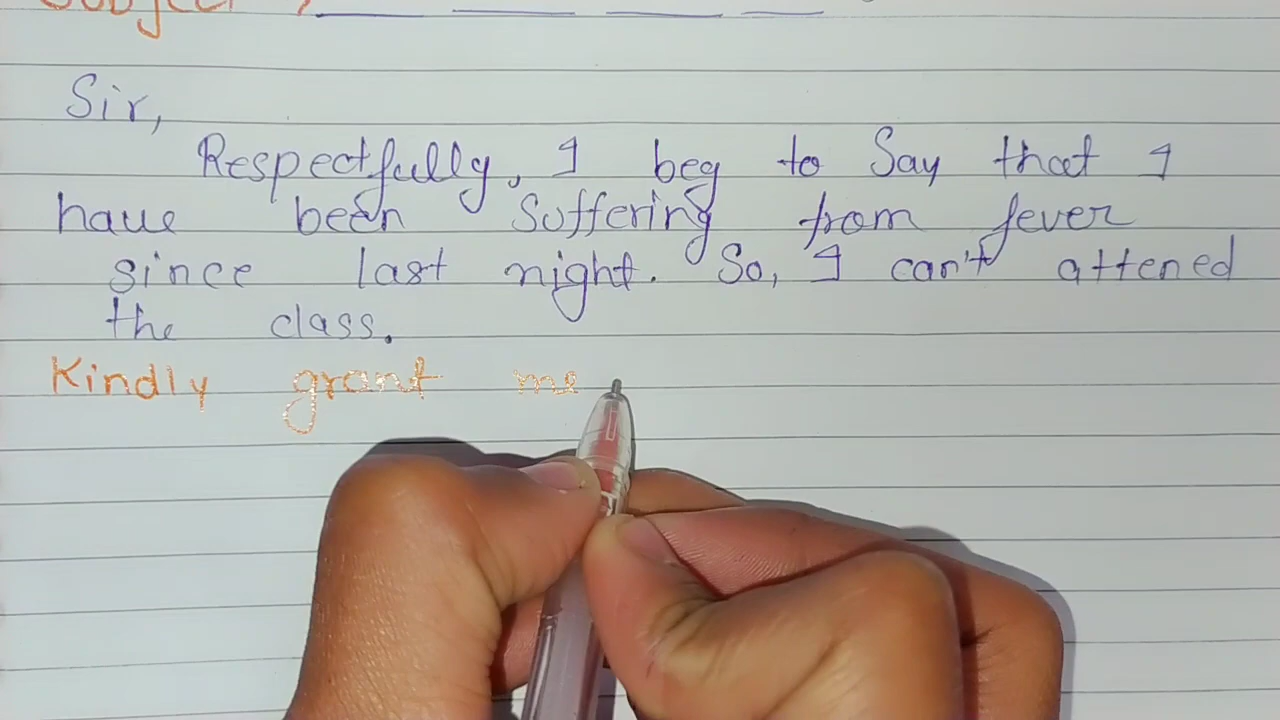 Subject :
Sir,
Respectfully, I beg to Say that I
have been Suffering from fever
since last night. So, I can't attened
the class.
Kindly grant me